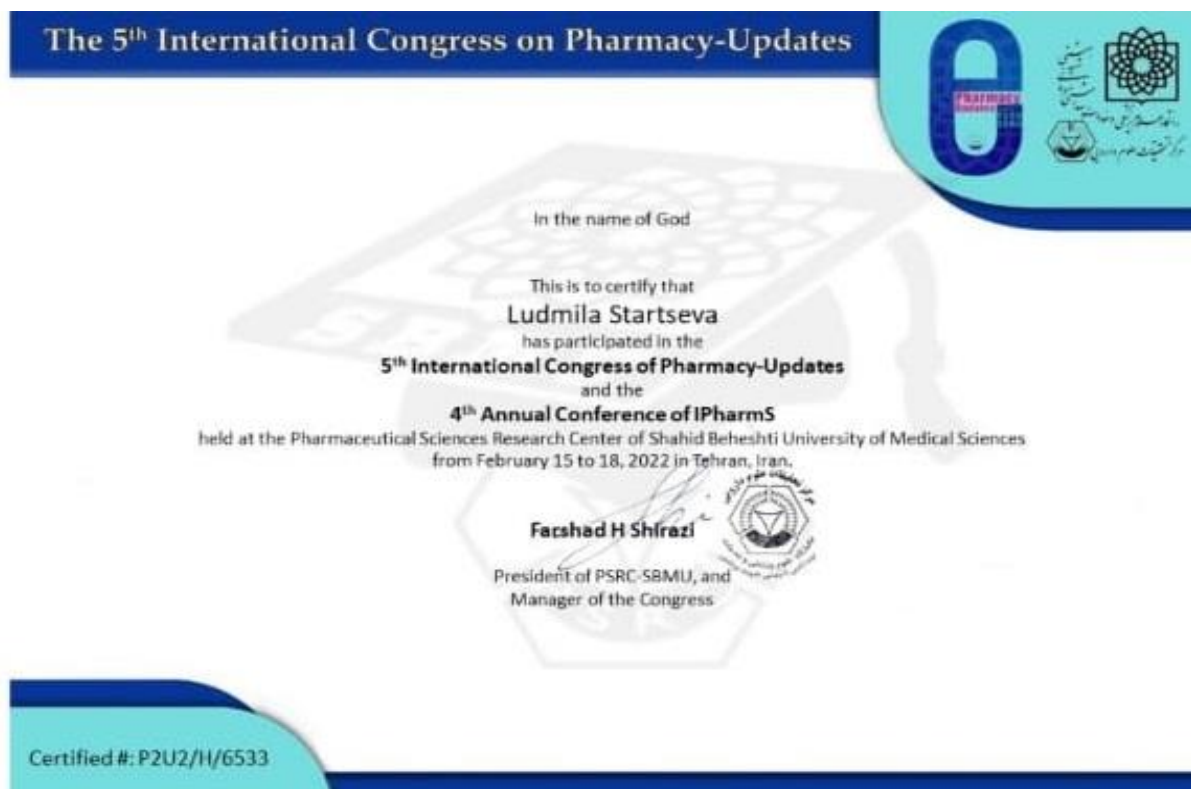 The 5th International Congress on Pharmacy-Updates
PHARMACY
In the name of God
This is to certify that
Ludmila Startseva
has participated in the
5th International Congress of Pharmacy-Updates
and the
4th Annual Conference of IPharmS
held at the Pharmaceutical Sciences Research Center of Shahid Beheshti University of Medical Sciences
from February 15 to 18, 2022 in Tehran, Iran.
Farshad H Shirazi
President of PSRC-SBMU, and
Manager of the Congress
Certified #: P2U2/H/6533